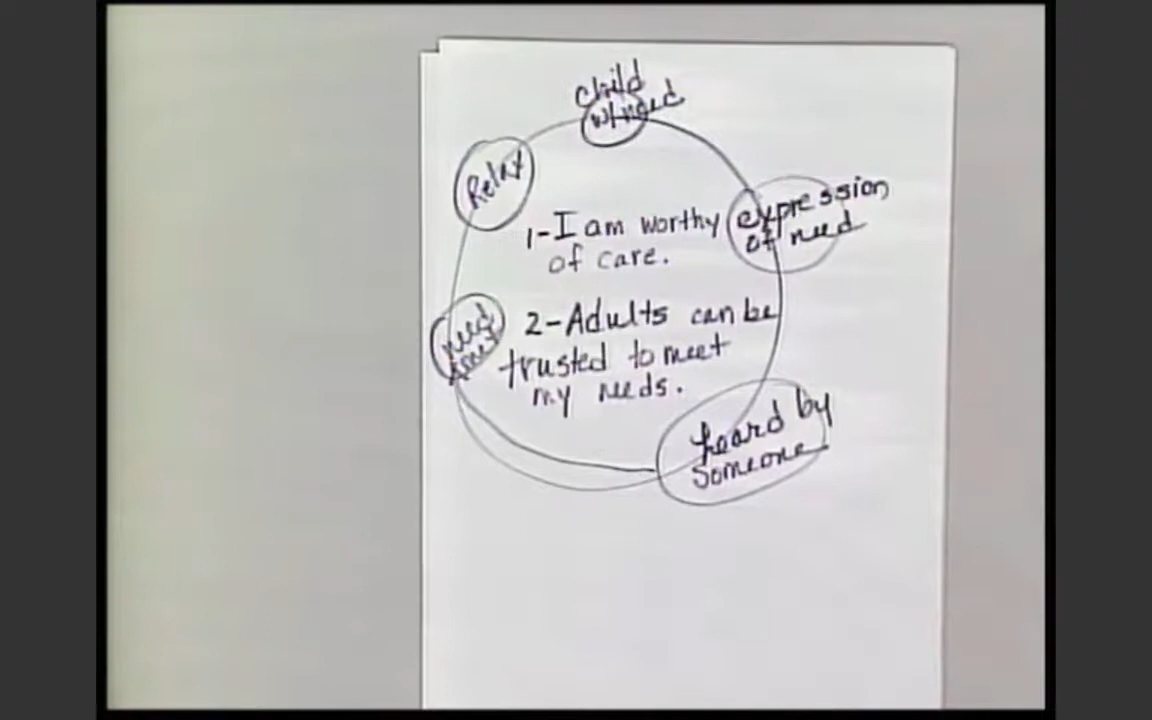 child
w/need
Relax
expression
of need
1-I am worthy
of care.
need
met
2-Adults can be
trusted to meet
my needs.
heard by
someone